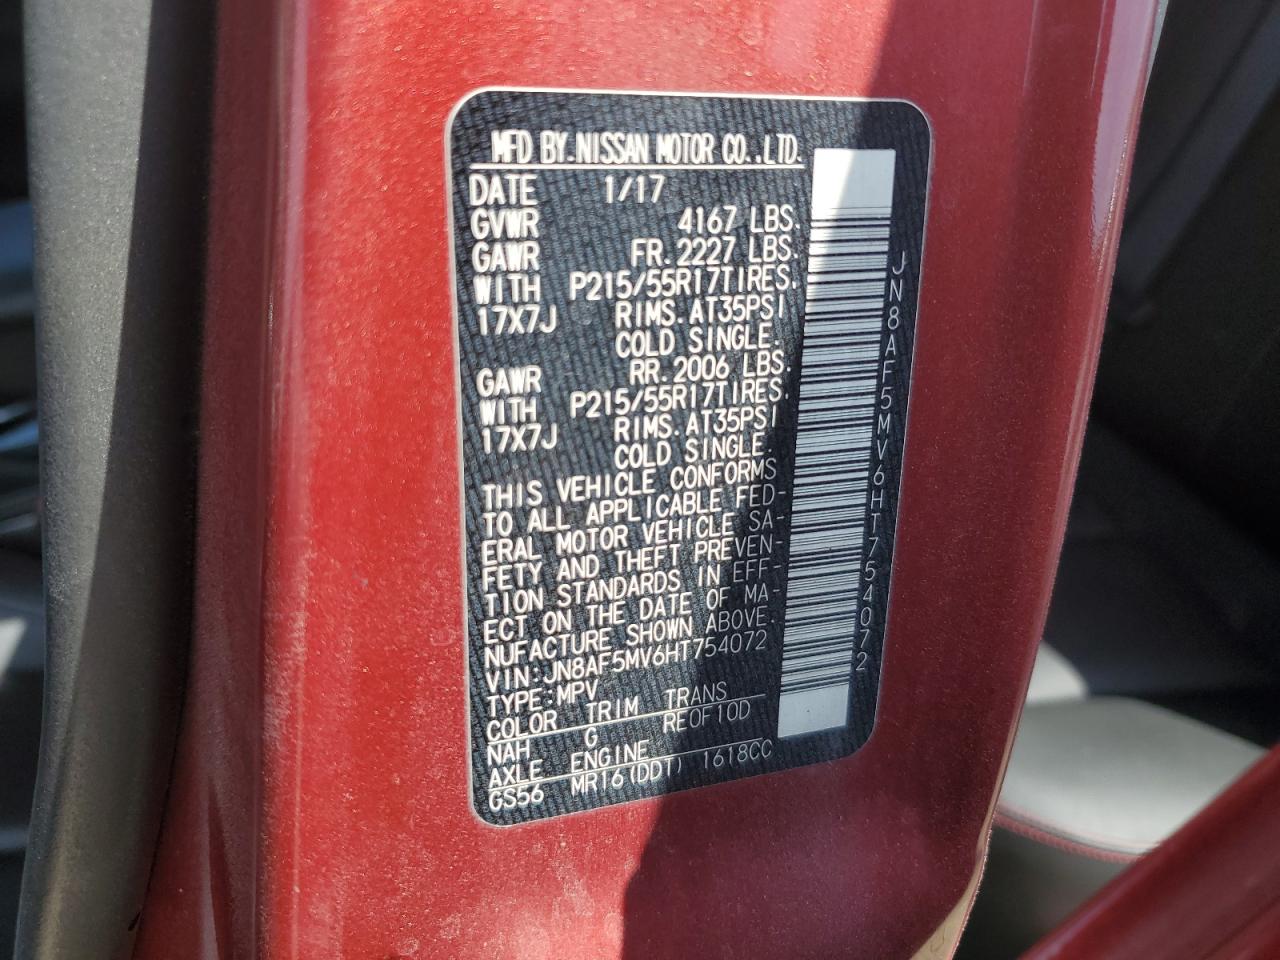 MFD BY.NISSAN MOTOR CO.,LTD.
DATE 1/17
GVWR 4167 LBS.
GAWR FR.2227 LBS.
WITH P215/55R17TIRES.
17X7J RIMS.AT35PSI
COLD SINGLE.
GAWR RR.2006 LBS.
WITH P215/55R17TIRES.
17X7J RIMS.AT35PSI
COLD SINGLE.
THIS VEHICLE CONFORMS
TO ALL APPLICABLE FED-
ERAL MOTOR VEHICLE SA-
FETY AND THEFT PREVEN-
TION STANDARDS IN EFF-
ECT ON THE DATE OF MA-
NUFACTURE SHOWN ABOVE.
VIN:JN8AF5MV6HT754072
TYPE:MPV
COLOR TRIM TRANS
NAH G RE0F10D
AXLE ENGINE
GS56 MR16(DDT) 1618CC
JN8AF5MV6HT754072